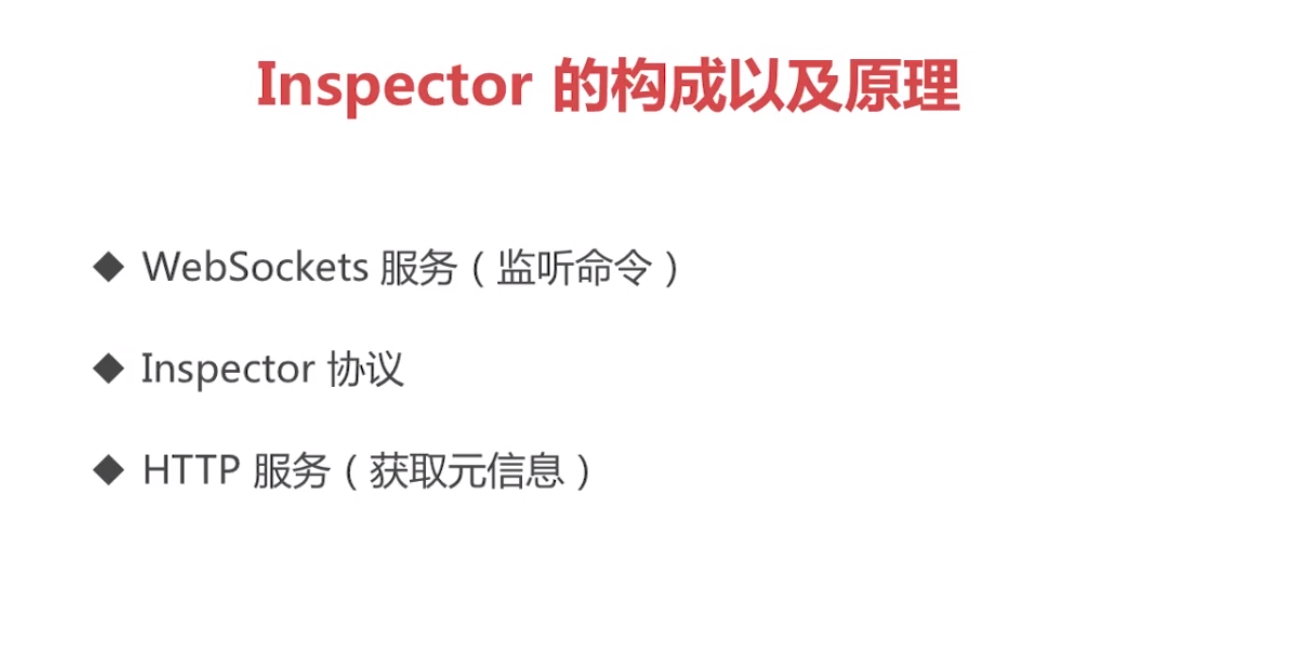 Inspector 的构成以及原理
◆ WebSockets 服务（监听命令）
◆ Inspector 协议
◆ HTTP 服务（获取元信息）